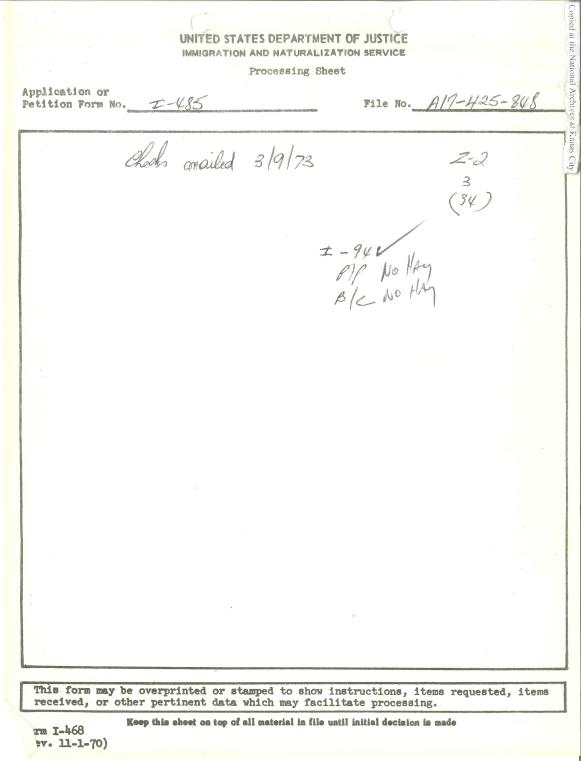 UNITED STATES DEPARTMENT OF JUSTICE
IMMIGRATION AND NATURALIZATION SERVICE
Processing Sheet
Application or
Petition Form No. I-485 File No. A17-425-848
Checks mailed 3/9/73
Z-2
3
(34)
I-94 ✓
P/P No Hay
B/C No Hay
This form may be overprinted or stamped to show instructions, items requested, items
received, or other pertinent data which may facilitate processing.
Keep this sheet on top of all material in file until initial decision is made
rm I-468
ev. 11-1-70)
Copied at the National Archives at Kansas City